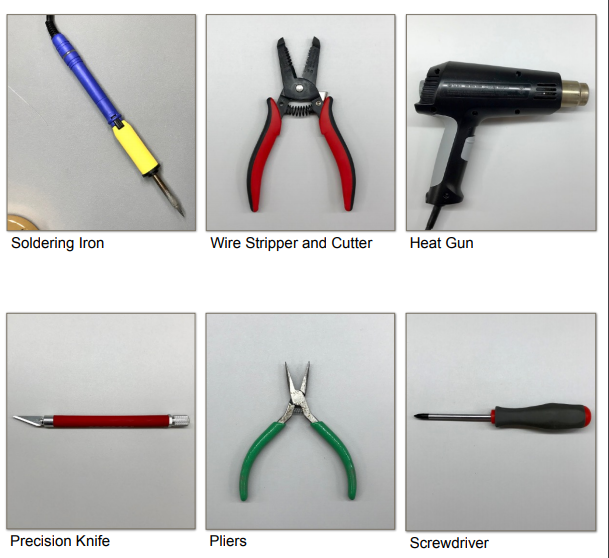 Soldering Iron
Wire Stripper and Cutter
Heat Gun
Precision Knife
Pliers
Screwdriver